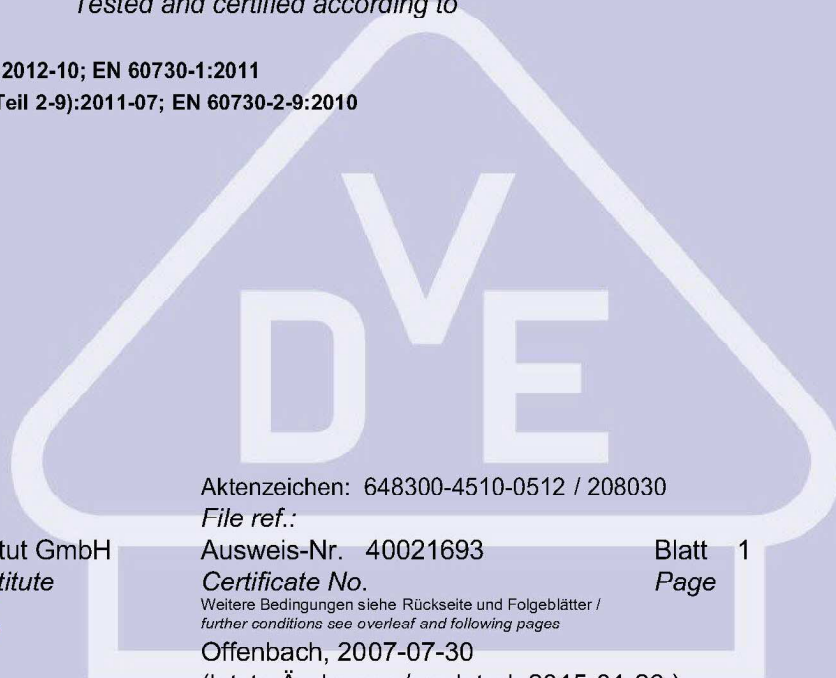 Tested and certified according to
2012-10; EN 60730-1:2011
Teil 2-9):2011-07; EN 60730-2-9:2010
V
D E
Aktenzeichen: 648300-4510-0512 / 208030
File ref.:
tut GmbH Ausweis-Nr. 40021693 Blatt 1
titute Certificate No. Page
Weitere Bedingungen siehe Rückseite und Folgeblätter /
further conditions see overleaf and following pages
Offenbach, 2007-07-30